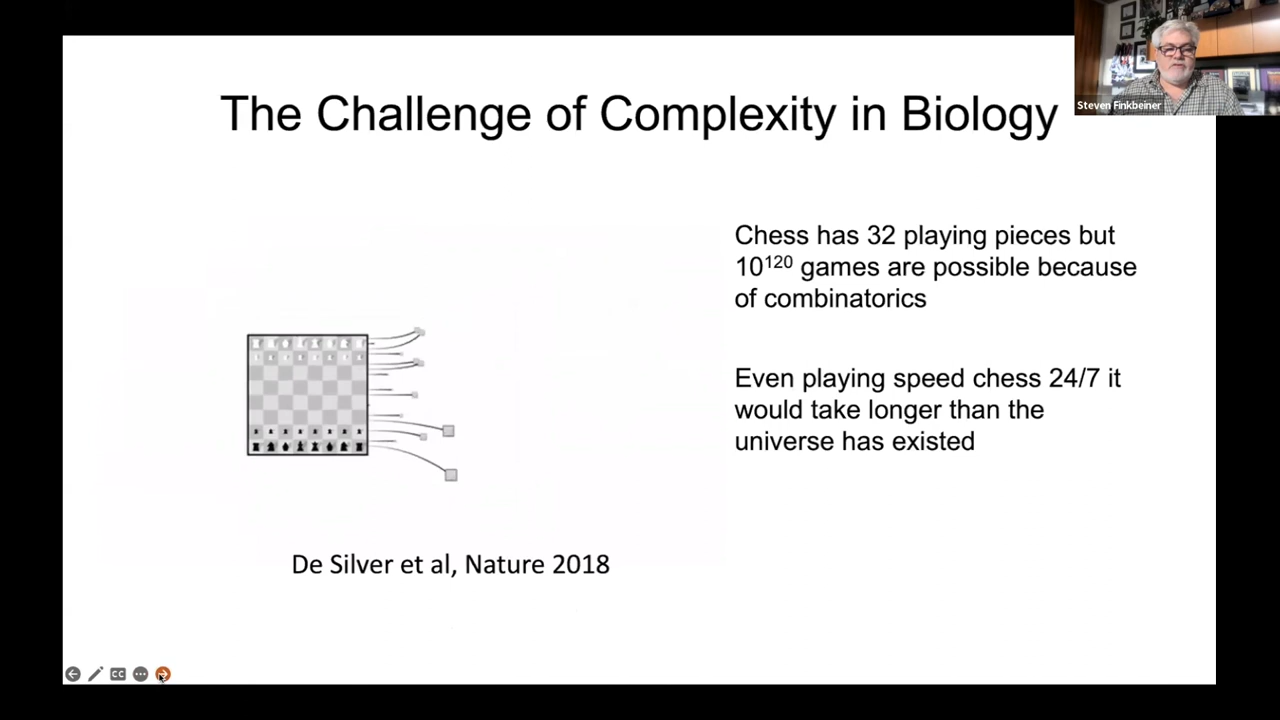 Steven Finkbeiner
The Challenge of Complexity in Biology
Chess has 32 playing pieces but
10¹²⁰ games are possible because
of combinatorics
Even playing speed chess 24/7 it
would take longer than the
universe has existed
De Silver et al, Nature 2018
CC